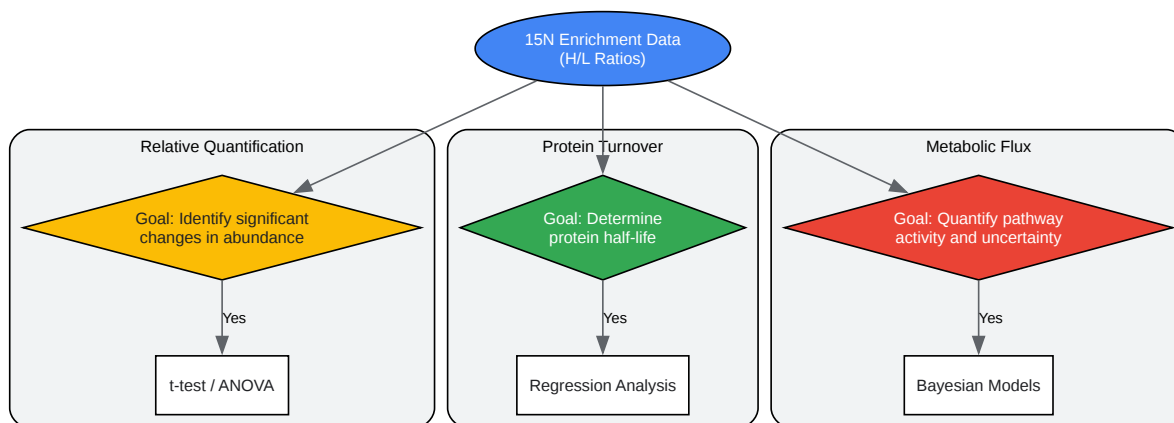 15N Enrichment Data
(H/L Ratios)
Relative Quantification
Goal: Identify significant
changes in abundance
Yes
t-test / ANOVA
Protein Turnover
Goal: Determine
protein half-life
Yes
Regression Analysis
Metabolic Flux
Goal: Quantify pathway
activity and uncertainty
Yes
Bayesian Models